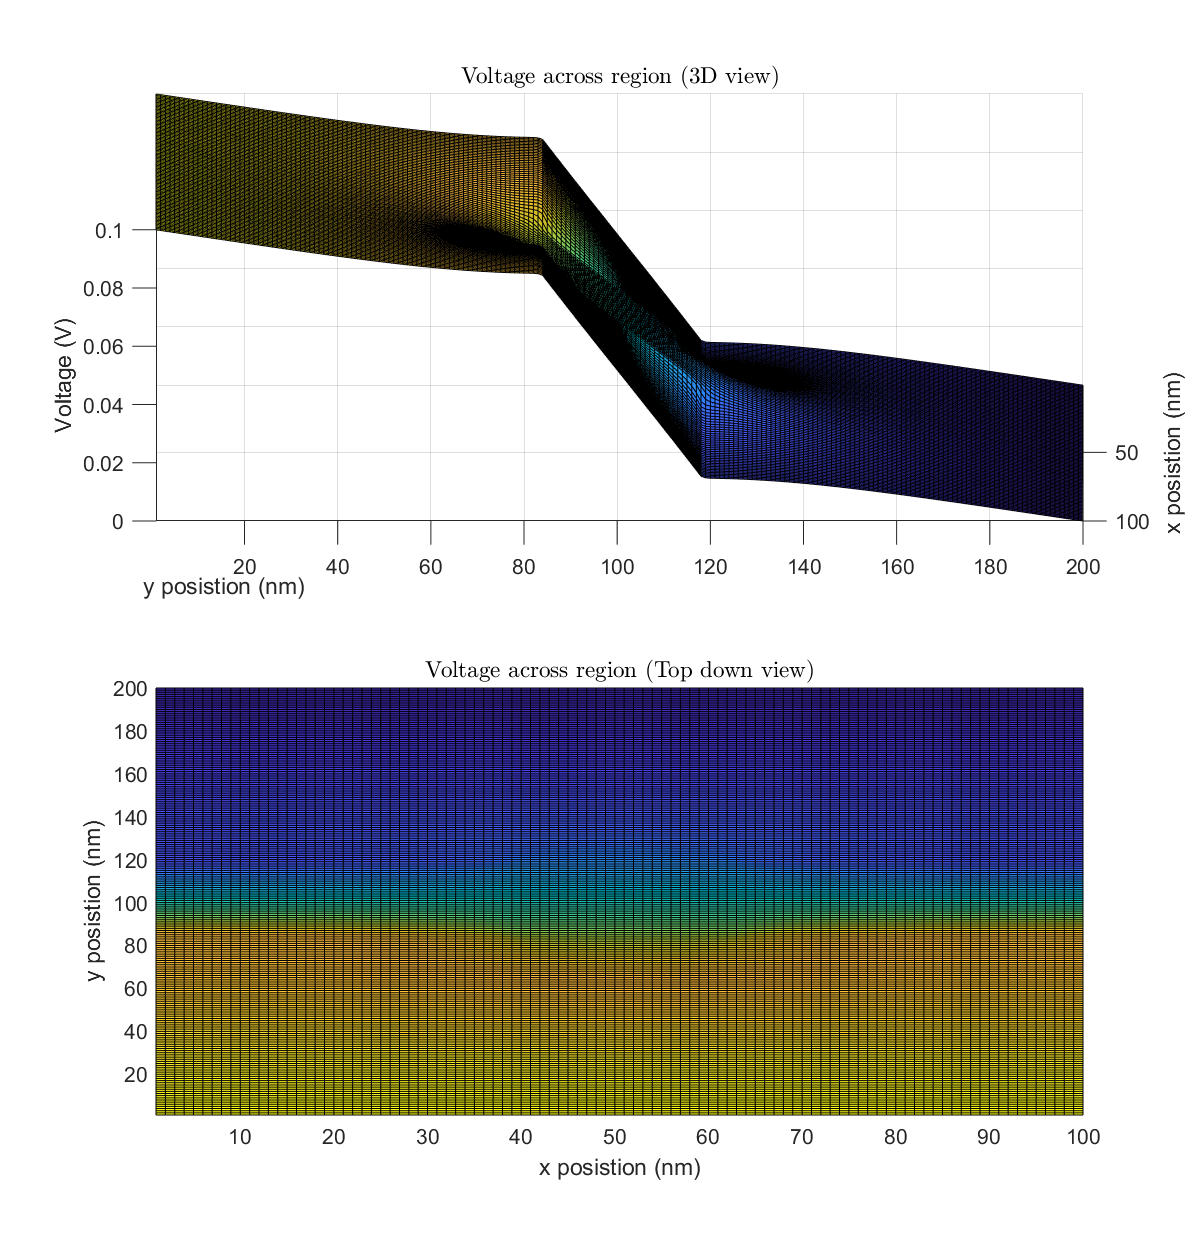 Voltage across region (3D view)
0.1
0.08
0.06
0.04
0.02
0
Voltage (V)
20 40 60 80 100 120 140 160 180 200
y posistion (nm)
50
100
x posistion (nm)
Voltage across region (Top down view)
200
180
160
140
120
100
80
60
40
20
y posistion (nm)
10 20 30 40 50 60 70 80 90 100
x posistion (nm)